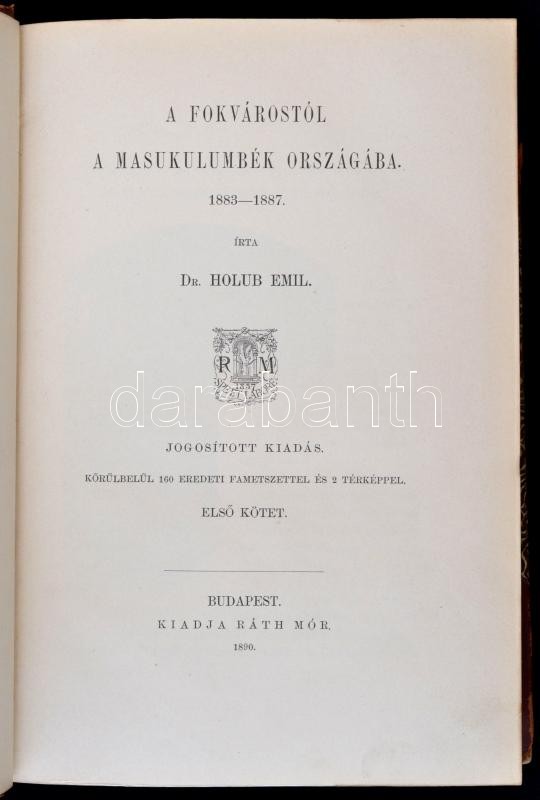 A FOKVÁROSTÓL
A MASUKULUMBÉK ORSZÁGÁBA.
1883—1887.
ÍRTA
DR. HOLUB EMIL.
R M
1857
darabanth
JOGOSÍTOTT KIADÁS.
KÖRÜLBELÜL 160 EREDETI FAMETSZETTEL ÉS 2 TÉRKÉPPEL.
ELSŐ KÖTET.
BUDAPEST.
KIADJA RÁTH MÓR.
1890.